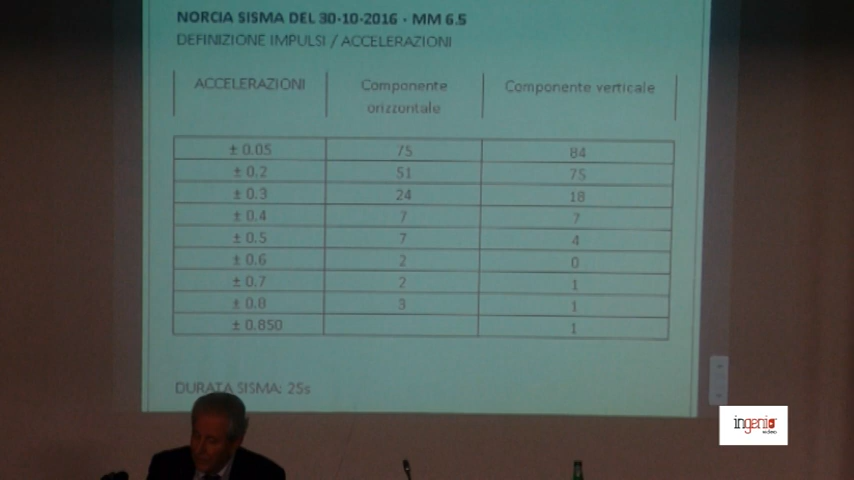 NORCIA SISMA DEL 30-10-2016 - MM 6.5
DEFINIZIONE IMPULSI / ACCELERAZIONI
ACCELERAZIONI Componente orizzontale Componente verticale
± 0.05 75 84
± 0.2 51 75
± 0.3 24 18
± 0.4 7 7
± 0.5 7 4
± 0.6 2 0
± 0.7 2 1
± 0.8 3 1
± 0.850 1
DURATA SISMA: 25s
ingenio
video